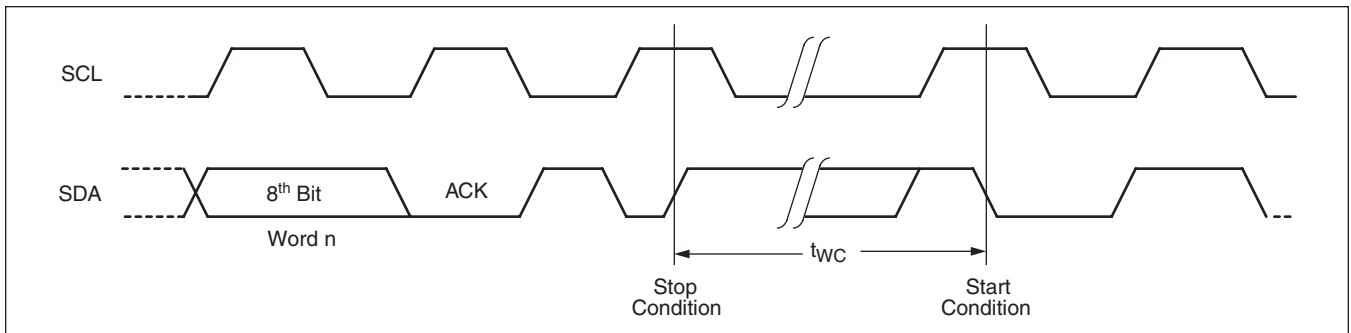 SCL
SDA
8th Bit
ACK
Word n
tWC
Stop
Condition
Start
Condition